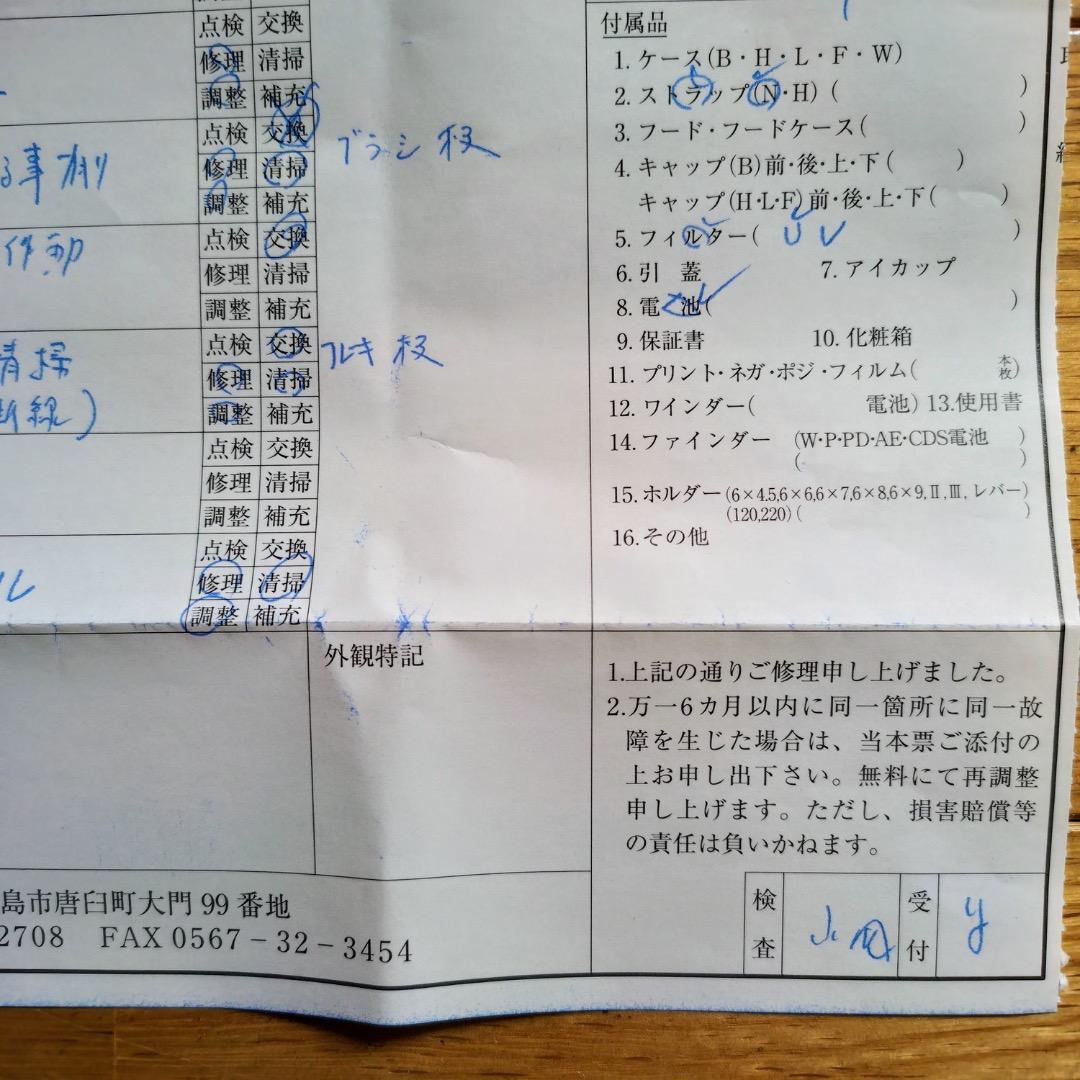 点検 交換
修理 清掃
調整 補充
点検 交換 ブラシ板
事有り 修理 清掃
調整 補充
作動 点検 交換
修理 清掃
調整 補充
清掃 点検 交換 フレキ板
断線) 修理 清掃
調整 補充
点検 交換
修理 清掃
調整 補充
点検 交換
修理 清掃
調整 補充
外観特記
付属品
1. ケース(B・H・L・F・W)
2. ストラップ(N・H) ( )
3. フード・フードケース( )
4. キャップ(B)前・後・上・下( )
キャップ(H・L・F)前・後・上・下( )
5. フィルター( UV )
6. 引 蓋 7. アイカップ
8. 電 池( )
9. 保証書 10. 化粧箱
11. プリント・ネガ・ポジ・フィルム( 本枚)
12. ワインダー( 電池) 13.使用書
14. ファインダー (W・P・PD・AE・CDS電池 )
( )
15. ホルダー(6×4.5,6×6,6×7,6×8,6×9,Ⅱ,Ⅲ,レバー)
(120,220)( )
16. その他
1.上記の通りご修理申し上げました。
2.万一6カ月以内に同一箇所に同一故
障を生じた場合は、当本票ご添付の
上お申し出下さい。無料にて再調整
申し上げます。ただし、損害賠償等
の責任は負いかねます。
検査 受付 y
島市唐臼町大門99番地
2708 FAX 0567-32-3454